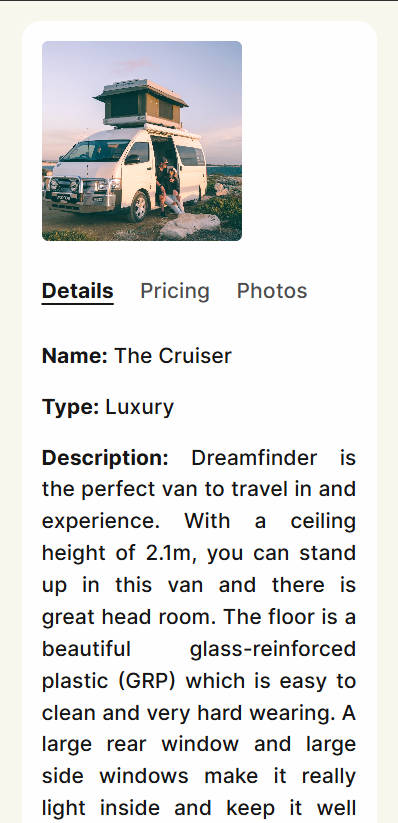 Details Pricing Photos
Name: The Cruiser
Type: Luxury
Description: Dreamfinder is
the perfect van to travel in and
experience. With a ceiling
height of 2.1m, you can stand
up in this van and there is
great head room. The floor is a
beautiful glass-reinforced
plastic (GRP) which is easy to
clean and very hard wearing. A
large rear window and large
side windows make it really
light inside and keep it well